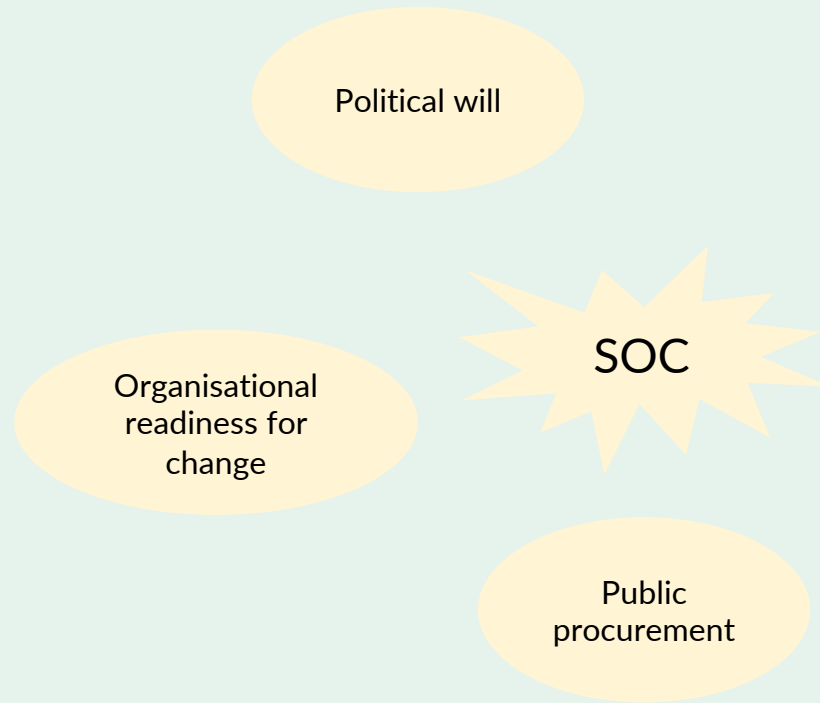 Political will
SOC
Organisational
readiness for
change
Public
procurement